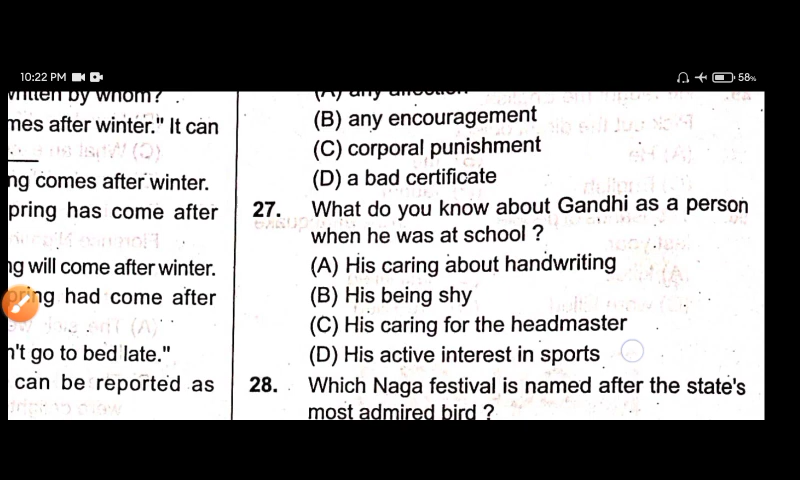 10:22 PM
58%
written by whom?
mes after winter." It can
ng comes after winter.
pring has come after
ng will come after winter.
pring had come after
n't go to bed late."
can be reported as
(A) any affection
(B) any encouragement
(C) corporal punishment
(D) a bad certificate
27. What do you know about Gandhi as a person
when he was at school ?
(A) His caring about handwriting
(B) His being shy
(C) His caring for the headmaster
(D) His active interest in sports
28. Which Naga festival is named after the state's
most admired bird ?